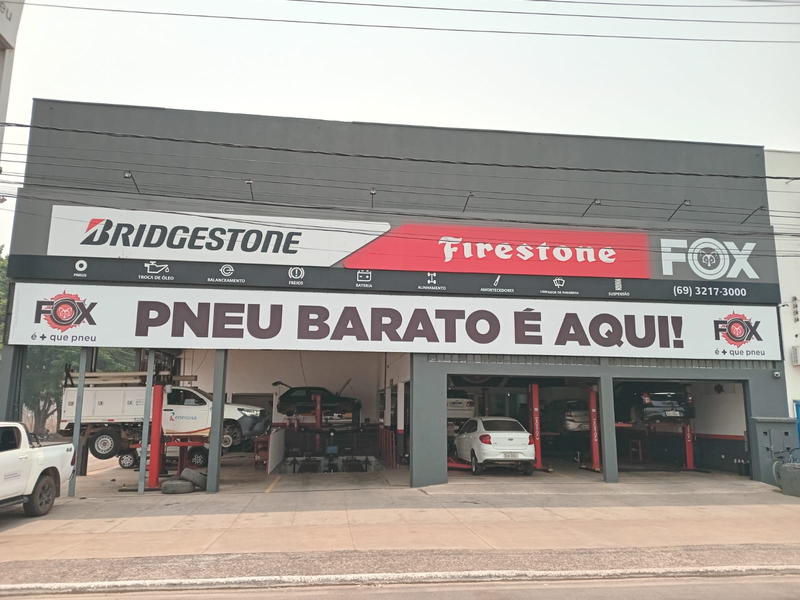 BRIDGESTONE
Firestone
FOX
PNEUS
TROCA DE ÓLEO
BALANCEAMENTO
FREIOS
BATERIA
ALINHAMENTO
AMORTECEDORES
SUSPENSÃO
(69) 3217-3000
FOX
é + que pneu
PNEU BARATO É AQUI!
FOX
é + que pneu
energisa